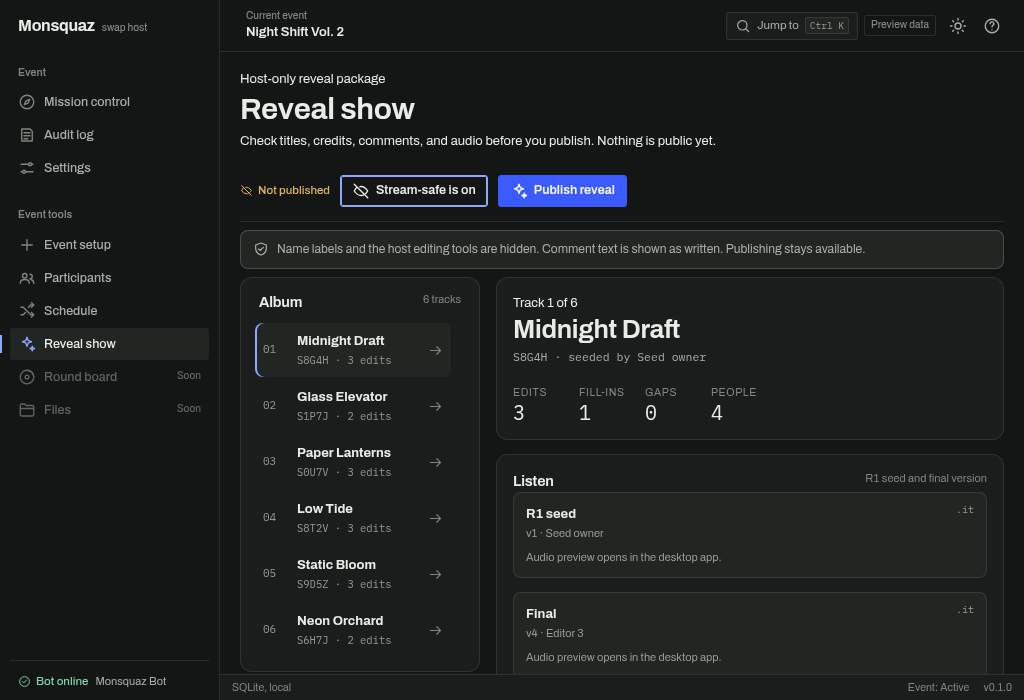 Monsquaz swap host
Event
Mission control
Audit log
Settings
Event tools
Event setup
Participants
Schedule
Reveal show
Round board Soon
Files Soon
Bot online Monsquaz Bot
Current event
Night Shift Vol. 2
Jump to Ctrl K
Preview data
Host-only reveal package
Reveal show
Check titles, credits, comments, and audio before you publish. Nothing is public yet.
Not published
Stream-safe is on
Publish reveal
Name labels and the host editing tools are hidden. Comment text is shown as written. Publishing stays available.
Album 6 tracks
01 Midnight Draft
S8G4H · 3 edits
02 Glass Elevator
S1P7J · 2 edits
03 Paper Lanterns
S0U7V · 3 edits
04 Low Tide
S8T2V · 3 edits
05 Static Bloom
S9D5Z · 3 edits
06 Neon Orchard
S6H7J · 2 edits
Track 1 of 6
Midnight Draft
S8G4H · seeded by Seed owner
EDITS FILL-INS GAPS PEOPLE
3 1 0 4
Listen R1 seed and final version
R1 seed .it
v1 · Seed owner
Audio preview opens in the desktop app.
Final .it
v4 · Editor 3
Audio preview opens in the desktop app.
SQLite, local
Event: Active v0.1.0